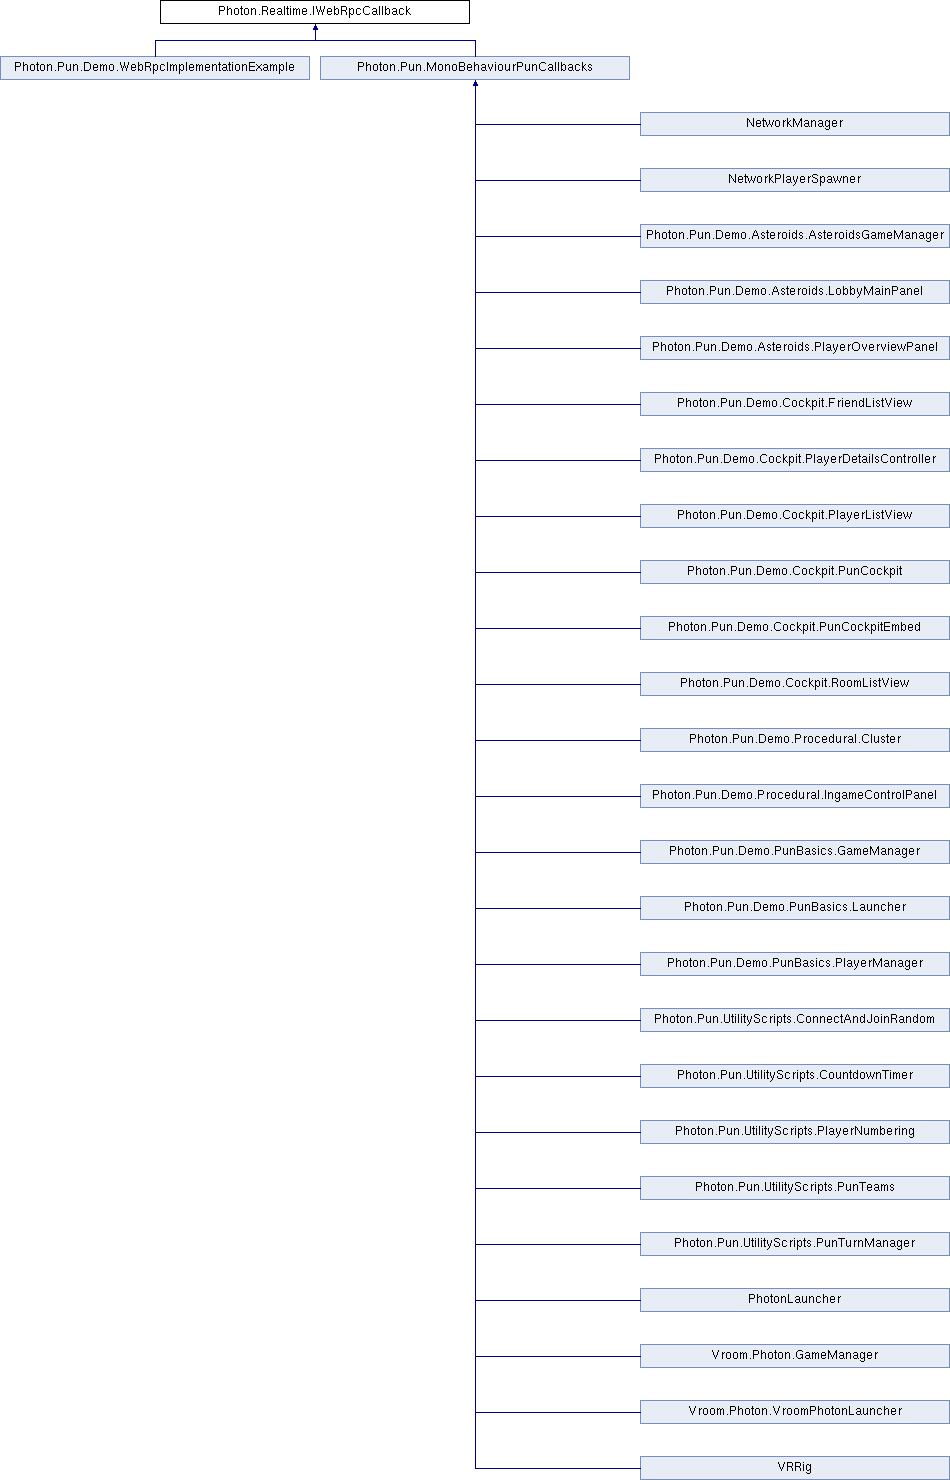 Photon.Realtime.IWebRpcCallback
Photon.Pun.Demo.WebRpcImplementationExample
Photon.Pun.MonoBehaviourPunCallbacks
NetworkManager
NetworkPlayerSpawner
Photon.Pun.Demo.Asteroids.AsteroidsGameManager
Photon.Pun.Demo.Asteroids.LobbyMainPanel
Photon.Pun.Demo.Asteroids.PlayerOverviewPanel
Photon.Pun.Demo.Cockpit.FriendListView
Photon.Pun.Demo.Cockpit.PlayerDetailsController
Photon.Pun.Demo.Cockpit.PlayerListView
Photon.Pun.Demo.Cockpit.PunCockpit
Photon.Pun.Demo.Cockpit.PunCockpitEmbed
Photon.Pun.Demo.Cockpit.RoomListView
Photon.Pun.Demo.Procedural.Cluster
Photon.Pun.Demo.Procedural.IngameControlPanel
Photon.Pun.Demo.PunBasics.GameManager
Photon.Pun.Demo.PunBasics.Launcher
Photon.Pun.Demo.PunBasics.PlayerManager
Photon.Pun.UtilityScripts.ConnectAndJoinRandom
Photon.Pun.UtilityScripts.CountdownTimer
Photon.Pun.UtilityScripts.PlayerNumbering
Photon.Pun.UtilityScripts.PunTeams
Photon.Pun.UtilityScripts.PunTurnManager
PhotonLauncher
Vroom.Photon.GameManager
Vroom.Photon.VroomPhotonLauncher
VRRig